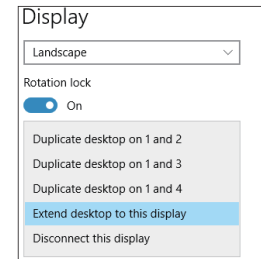 Display
Landscape
Rotation lock
On
Duplicate desktop on 1 and 2
Duplicate desktop on 1 and 3
Duplicate desktop on 1 and 4
Extend desktop to this display
Disconnect this display